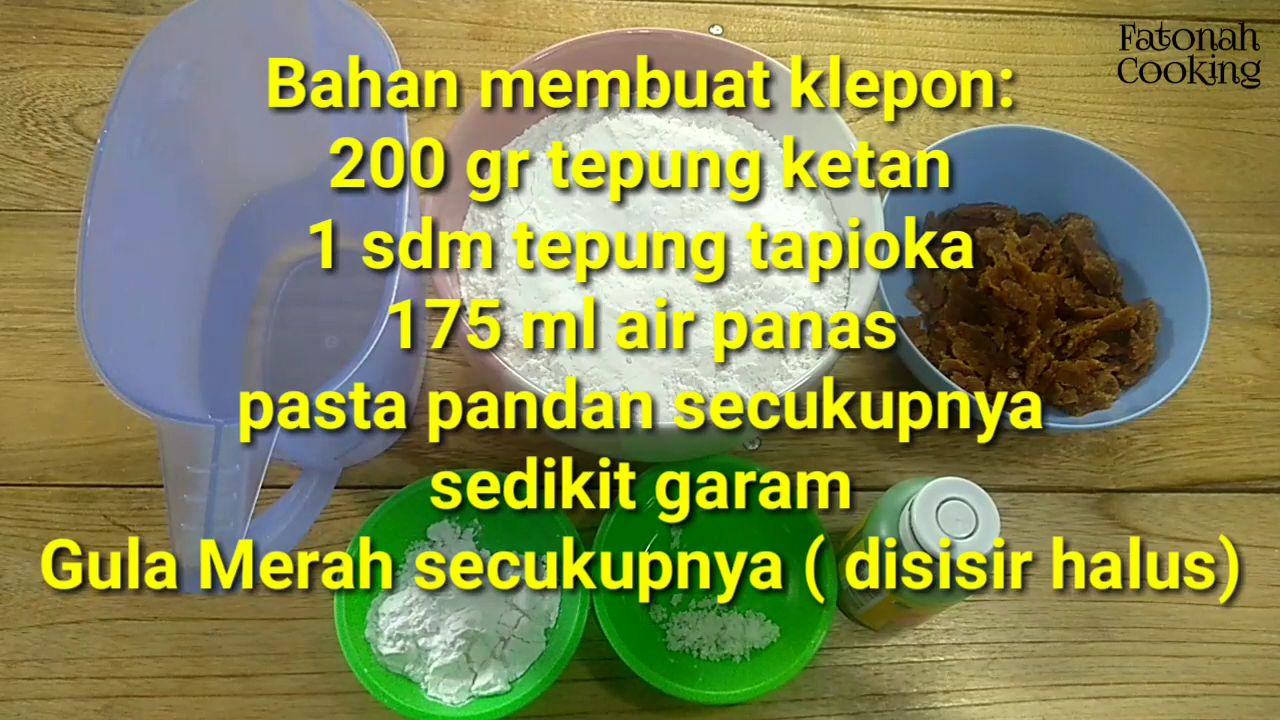 Fatonah
Cooking
Bahan membuat klepon:
200 gr tepung ketan
1 sdm tepung tapioka
175 ml air panas
pasta pandan secukupnya
sedikit garam
Gula Merah secukupnya ( disisir halus)